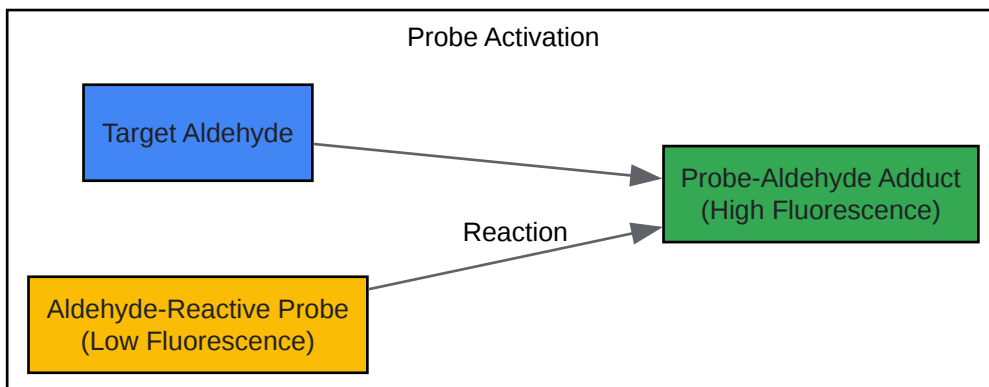 Probe Activation
Target Aldehyde
Probe-Aldehyde Adduct
(High Fluorescence)
Reaction
Aldehyde-Reactive Probe
(Low Fluorescence)